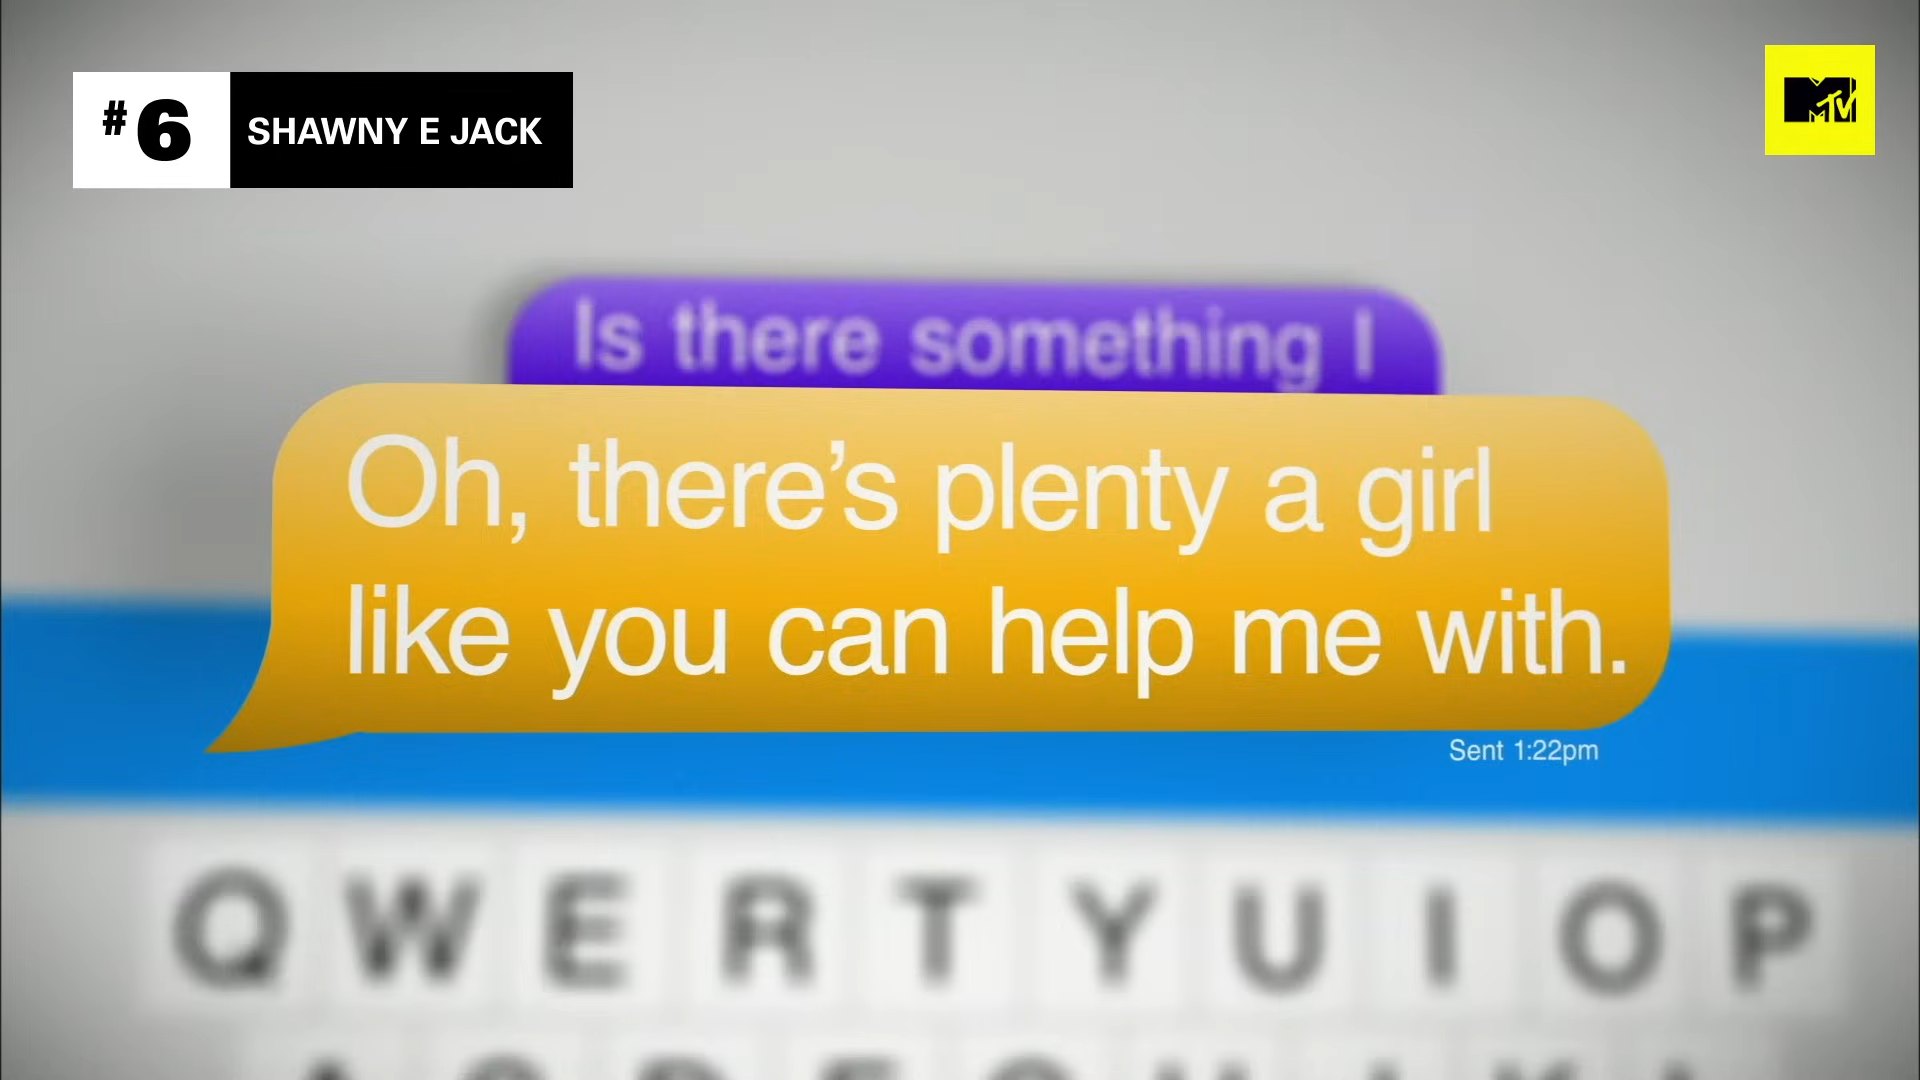 #6 SHAWNY E JACK
MTV
Is there something I
Oh, there’s plenty a girl
like you can help me with.
Sent 1:22pm
Q W E R T Y U I O P